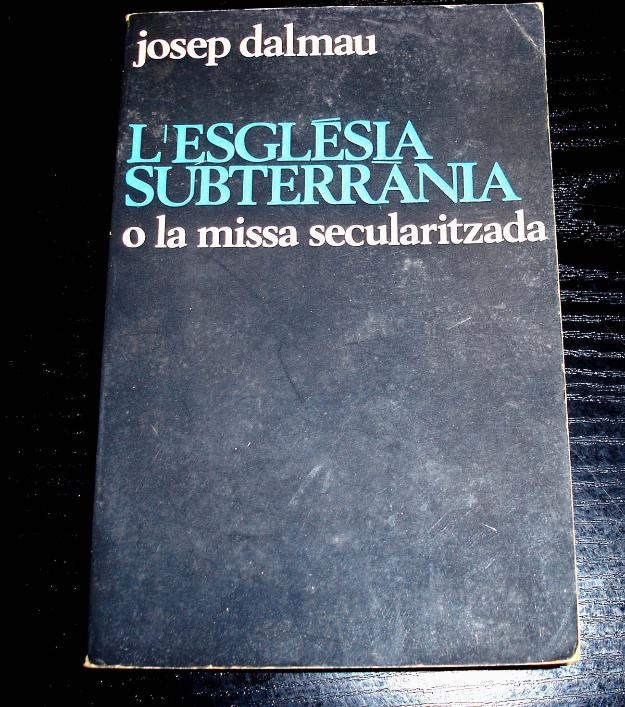 josep dalmau
L'ESGLÉSIA
SUBTERRÀNIA
o la missa secularitzada